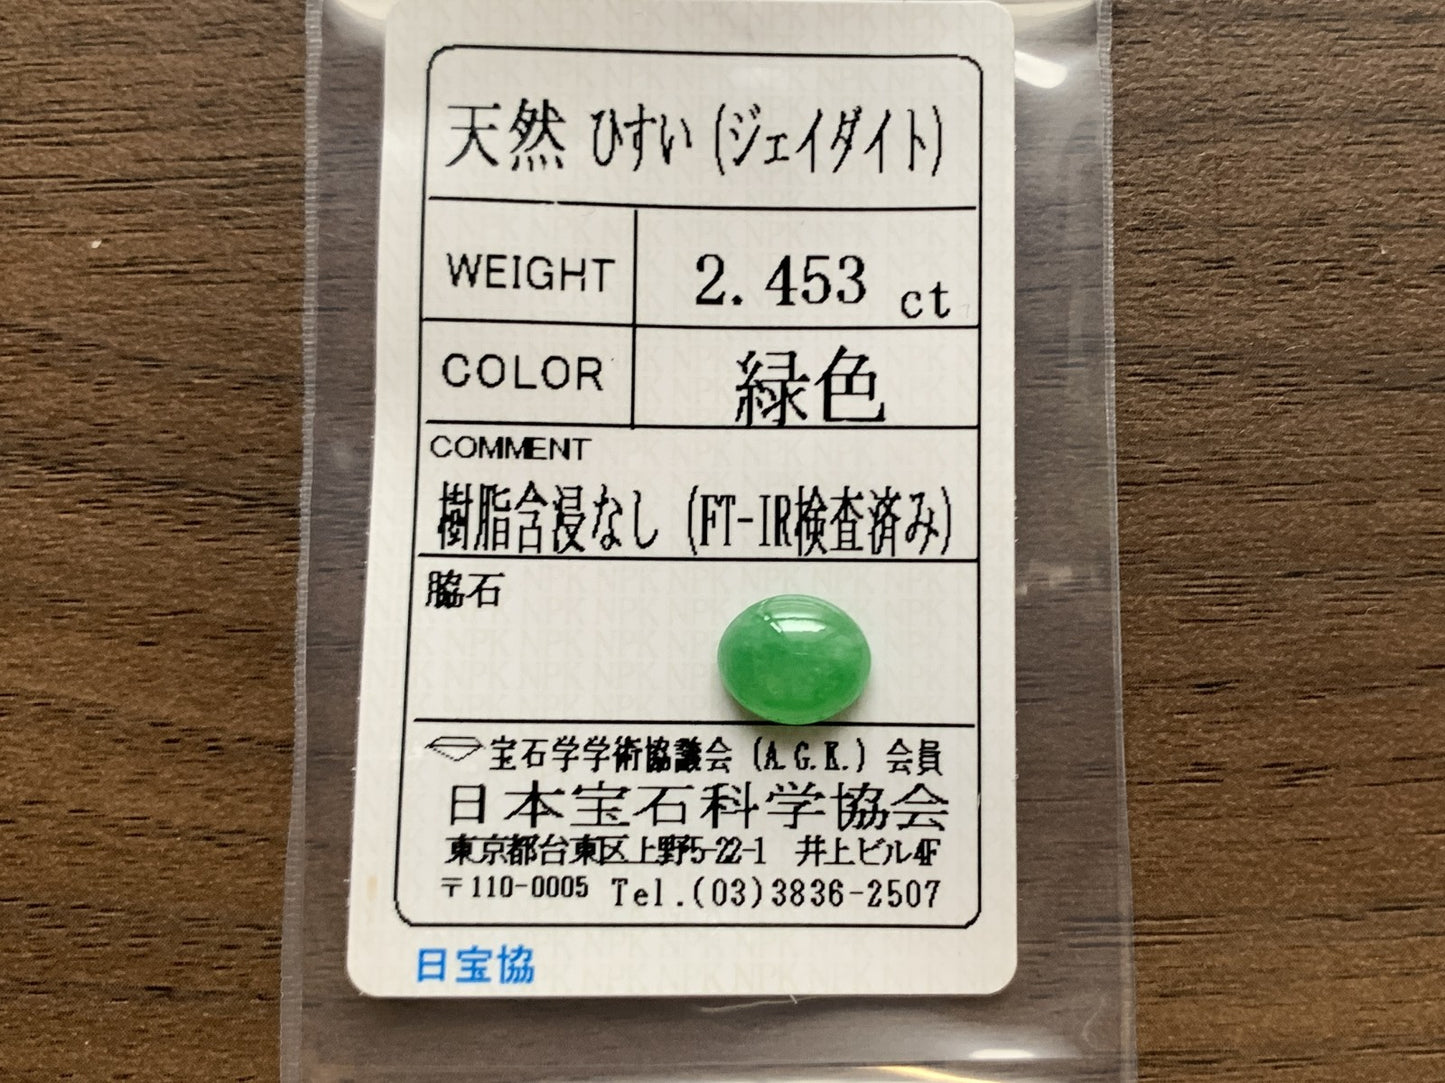 天然 ひすい (ジェイダイト)
WEIGHT 2.453 ct
COLOR 緑色
COMMENT
樹脂含浸なし (FT-IR検査済み)
脇石
宝石学学術協議会 (A.G.K.) 会員
日本宝石科学協会
東京都台東区上野5-22-1 井上ビル4F
〒110-0005 Tel.(03)3836-2507
日宝協